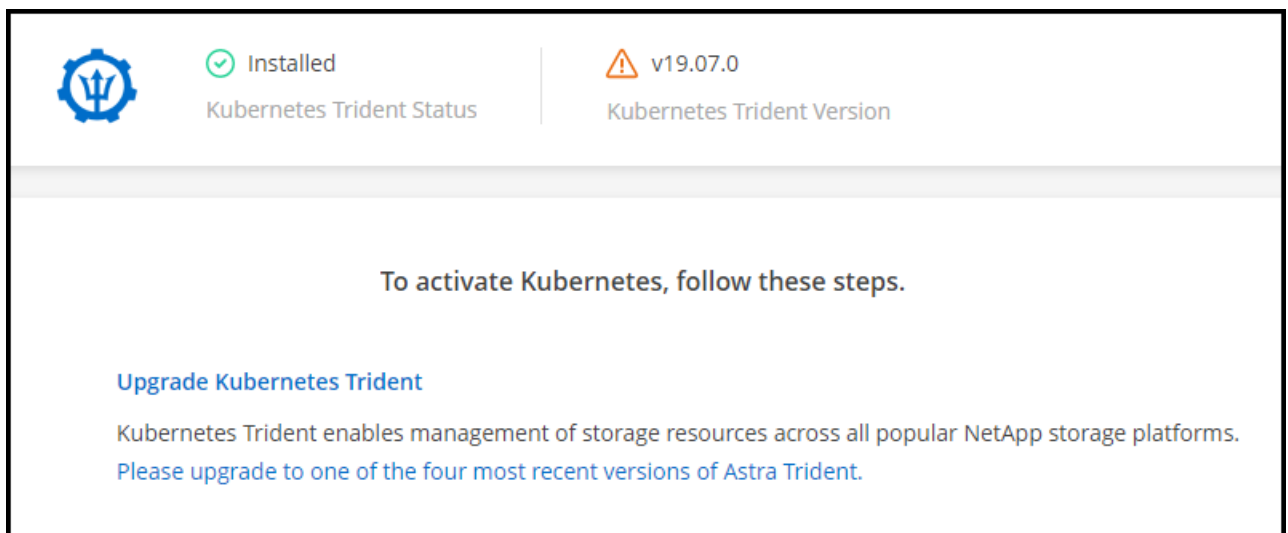 Installed
Kubernetes Trident Status
v19.07.0
Kubernetes Trident Version
To activate Kubernetes, follow these steps.
Upgrade Kubernetes Trident
Kubernetes Trident enables management of storage resources across all popular NetApp storage platforms.
Please upgrade to one of the four most recent versions of Astra Trident.